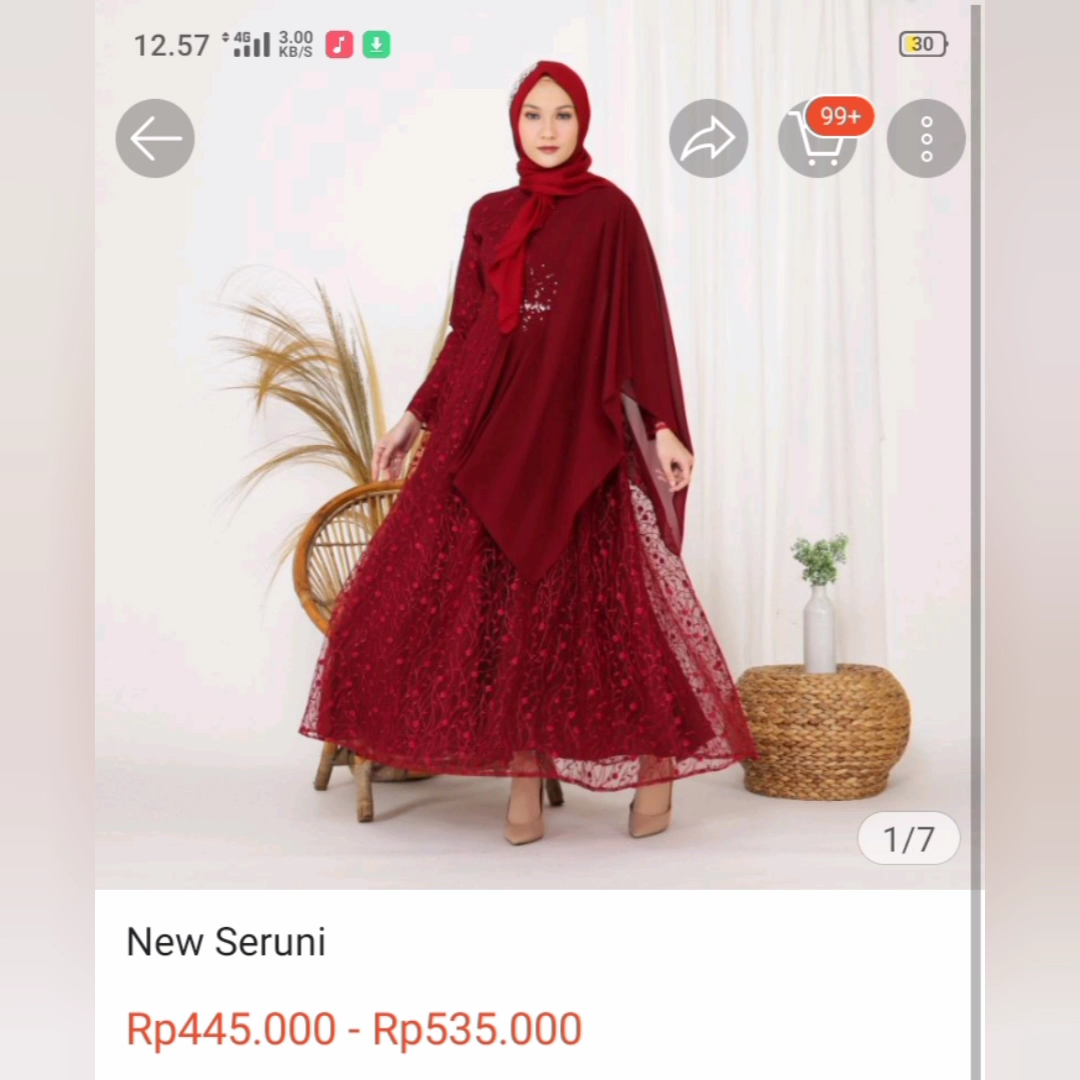 12.57 4G 3.00 KB/S 30
99+
1/7
New Seruni
Rp445.000 - Rp535.000